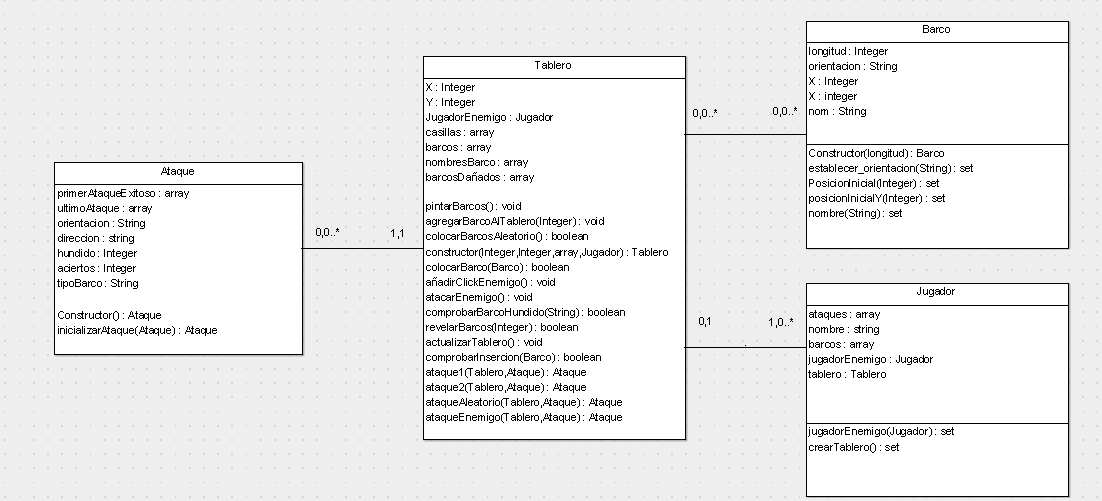 Ataque
primerAtaqueExitoso : array
ultimoAtaque : array
orientacion : String
direccion : string
hundido : Integer
aciertos : Integer
tipoBarco : String
Constructor() : Ataque
inicializarAtaque(Ataque) : Ataque
0,0..*
1,1
Tablero
X : Integer
Y : Integer
JugadorEnemigo : Jugador
casillas : array
barcos : array
nombresBarco : array
barcosDañados : array
pintarBarcos() : void
agregarBarcoAlTablero(Integer) : void
colocarBarcosAleatorio() : boolean
constructor(Integer,Integer,array,Jugador) : Tablero
colocarBarco(Barco) : boolean
añadirClickEnemigo() : void
atacarEnemigo() : void
comprobarBarcoHundido(String) : boolean
revelarBarcos(Integer) : boolean
actualizarTablero() : void
comprobarInsercion(Barco) : boolean
ataque1(Tablero,Ataque) : Ataque
ataque2(Tablero,Ataque) : Ataque
ataqueAleatorio(Tablero,Ataque) : Ataque
ataqueEnemigo(Tablero,Ataque) : Ataque
0,0..*
0,0..*
Barco
longitud : Integer
orientacion : String
X : Integer
X : integer
nom : String
Constructor(longitud) : Barco
establecer_orientacion(String) : set
PosicionInicial(Integer) : set
posicionInicialY(Integer) : set
nombre(String) : set
0,1
1,0..*
Jugador
ataques : array
nombre : string
barcos : array
jugadorEnemigo : Jugador
tablero : Tablero
jugadorEnemigo(Jugador) : set
crearTablero() : set